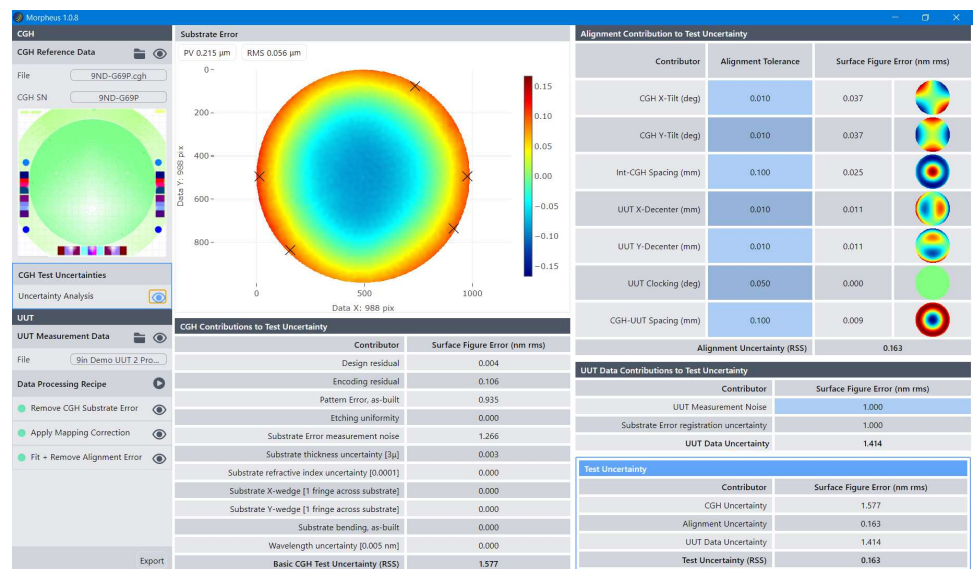 Morpheus 1.0.8
CGH
CGH Reference Data
File 9ND-G69P.cgh
CGH SN 9ND-G69P
CGH Test Uncertainties
Uncertainty Analysis
UUT
UUT Measurement Data
File 9in Demo UUT 2 Pro...
Data Processing Recipe
Remove CGH Substrate Error
Apply Mapping Correction
Fit + Remove Alignment Error
Export
Substrate Error
PV 0.215 μm RMS 0.056 μm
0
200
400
600
800
Data Y: 988 pix
0 500 1000
Data X: 988 pix
0.15
0.10
0.05
0.00
−0.05
−0.10
−0.15
CGH Contributions to Test Uncertainty
Contributor Surface Figure Error (nm rms)
Design residual 0.004
Encoding residual 0.106
Pattern Error, as-built 0.935
Etching uniformity 0.000
Substrate Error measurement noise 1.266
Substrate thickness uncertainty [3μ] 0.003
Substrate refractive index uncertainty [0.0001] 0.000
Substrate X-wedge [1 fringe across substrate] 0.000
Substrate Y-wedge [1 fringe across substrate] 0.000
Substrate bending, as-built 0.000
Wavelength uncertainty [0.005 nm] 0.000
Basic CGH Test Uncertainty (RSS) 1.577
Alignment Contribution to Test Uncertainty
Contributor Alignment Tolerance Surface Figure Error (nm rms)
CGH X-Tilt (deg) 0.010 0.037
CGH Y-Tilt (deg) 0.010 0.037
Int-CGH Spacing (mm) 0.100 0.025
UUT X-Decenter (mm) 0.010 0.011
UUT Y-Decenter (mm) 0.010 0.011
UUT Clocking (deg) 0.050 0.000
CGH-UUT Spacing (mm) 0.100 0.009
Alignment Uncertainty (RSS) 0.163
UUT Data Contributions to Test Uncertainty
Contributor Surface Figure Error (nm rms)
UUT Measurement Noise 1.000
Substrate Error registration uncertainty 1.000
UUT Data Uncertainty 1.414
Test Uncertainty
Contributor Surface Figure Error (nm rms)
CGH Uncertainty 1.577
Alignment Uncertainty 0.163
UUT Data Uncertainty 1.414
Test Uncertainty (RSS) 0.163